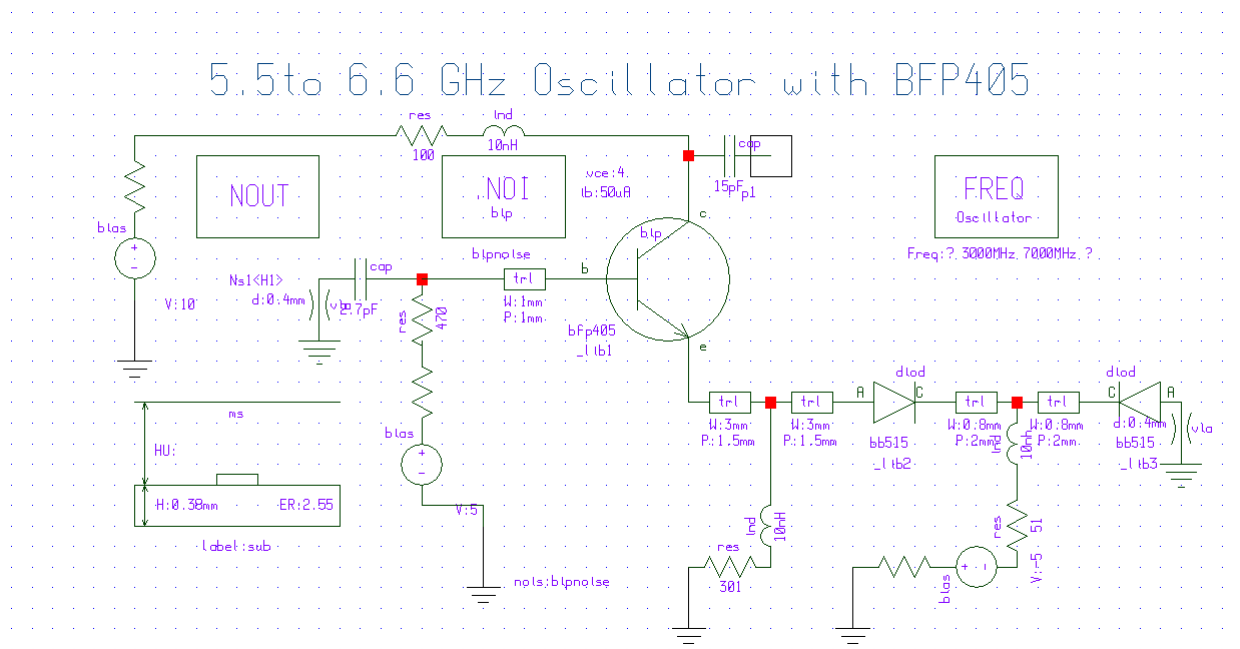 5.5to 6.6 GHz Oscillator with BFP405
res
Ind
100
10nH
cap
15pF
p1
vce:4.
Ib:50uA
NOUT
.NOI
bip
FREQ
Oscillator
Freq:?. 3000MHz. 7000MHz. ?
bias
+
-
V:10
c
bip
bipnoise
b
trl
W:1mm
P:1mm
cap
Ns1<H1>
d:0.4mm
2.7pF
res
470
bfp405
_lib1
e
bias
+
-
V:5
ms
HU:
H:0.38mm
ER:2.55
label:sub
nois:bipnoise
trl
W:3mm
P:1.5mm
trl
W:3mm
P:1.5mm
A
diod
C
bb515
_lib2
trl
W:0.8mm
P:2mm
trl
W:0.8mm
P:2mm
diod
C
A
d:0.4mm
bb515
_lib3
via
ind
10nH
res
301
ind
10nH
res
51
V:-5
+
-
bias